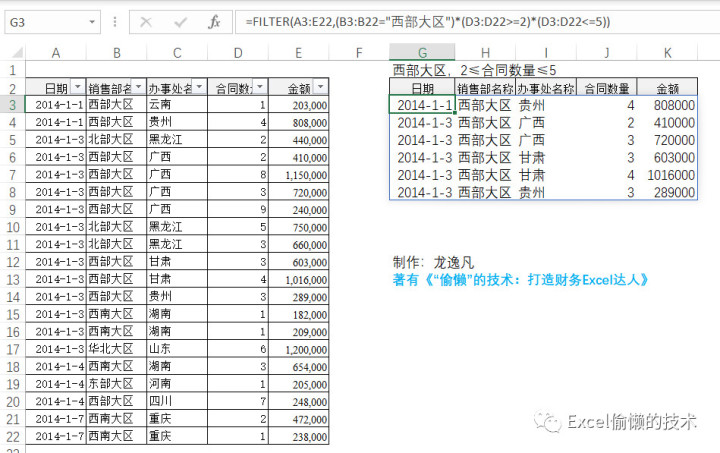 G3 =FILTER(A3:E22,(B3:B22="西部大区")*(D3:D22>=2)*(D3:D22<=5))
A B C D E F G H I J K
1 西部大区，2≤合同数量≤5
2 日期 销售部名 办事处名 合同数量 金额 日期 销售部名称 办事处名称 合同数量 金额
3 2014-1-1 西部大区 云南 1 203,000 2014-1-1 西部大区 贵州 4 808000
4 2014-1-1 西部大区 贵州 4 808,000 2014-1-3 西部大区 广西 2 410000
5 2014-1-3 北部大区 黑龙江 2 440,000 2014-1-3 西部大区 广西 3 720000
6 2014-1-3 西部大区 广西 2 410,000 2014-1-3 西部大区 甘肃 3 603000
7 2014-1-3 西部大区 广西 8 1,150,000 2014-1-3 西部大区 甘肃 4 1016000
8 2014-1-3 西部大区 广西 3 720,000 2014-1-3 西部大区 贵州 3 289000
9 2014-1-3 西部大区 广西 9 240,000
10 2014-1-3 北部大区 黑龙江 5 750,000
11 2014-1-3 北部大区 黑龙江 3 660,000
12 2014-1-3 西部大区 甘肃 3 603,000 制作：龙逸凡
13 2014-1-3 西部大区 甘肃 4 1,016,000 著有《“偷懒”的技术：打造财务Excel达人》
14 2014-1-3 西部大区 贵州 3 289,000
15 2014-1-3 西南大区 湖南 1 182,000
16 2014-1-3 西南大区 湖南 1 209,000
17 2014-1-3 华北大区 山东 6 1,200,000
18 2014-1-4 西南大区 湖南 3 654,000
19 2014-1-4 东部大区 河南 1 205,000
20 2014-1-4 西部大区 四川 7 248,000
21 2014-1-7 西南大区 重庆 2 472,000
22 2014-1-7 西南大区 重庆 1 238,000
Excel偷懒的技术